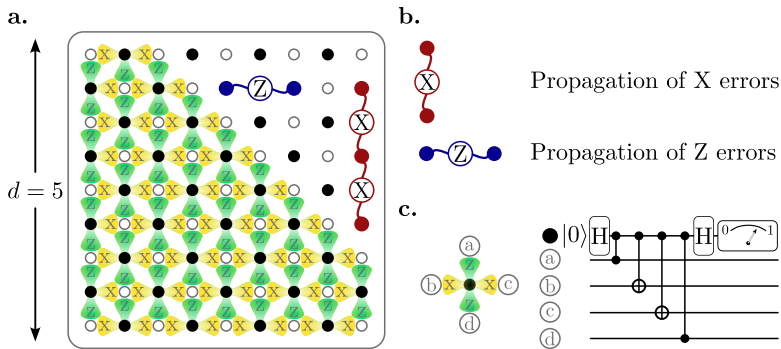 a.
X X
Z Z Z
X X X
Z Z Z Z
X X X X
Z Z Z Z Z
X X X X X
Z Z Z Z Z Z
X X X X X X
Z Z Z Z Z Z Z
X X X X X X X
Z Z Z Z Z Z Z Z
X X X X X X X X
Z Z Z Z Z Z Z Z Z
X X X X X X X X
Z Z Z Z Z Z Z Z Z
X X X X X X X X
Z
X
X
d = 5
b.
X Propagation of X errors
Z Propagation of Z errors
c.
a
Z
b X X c
Z
d
|0⟩ H H 0 1
a
b
c
d